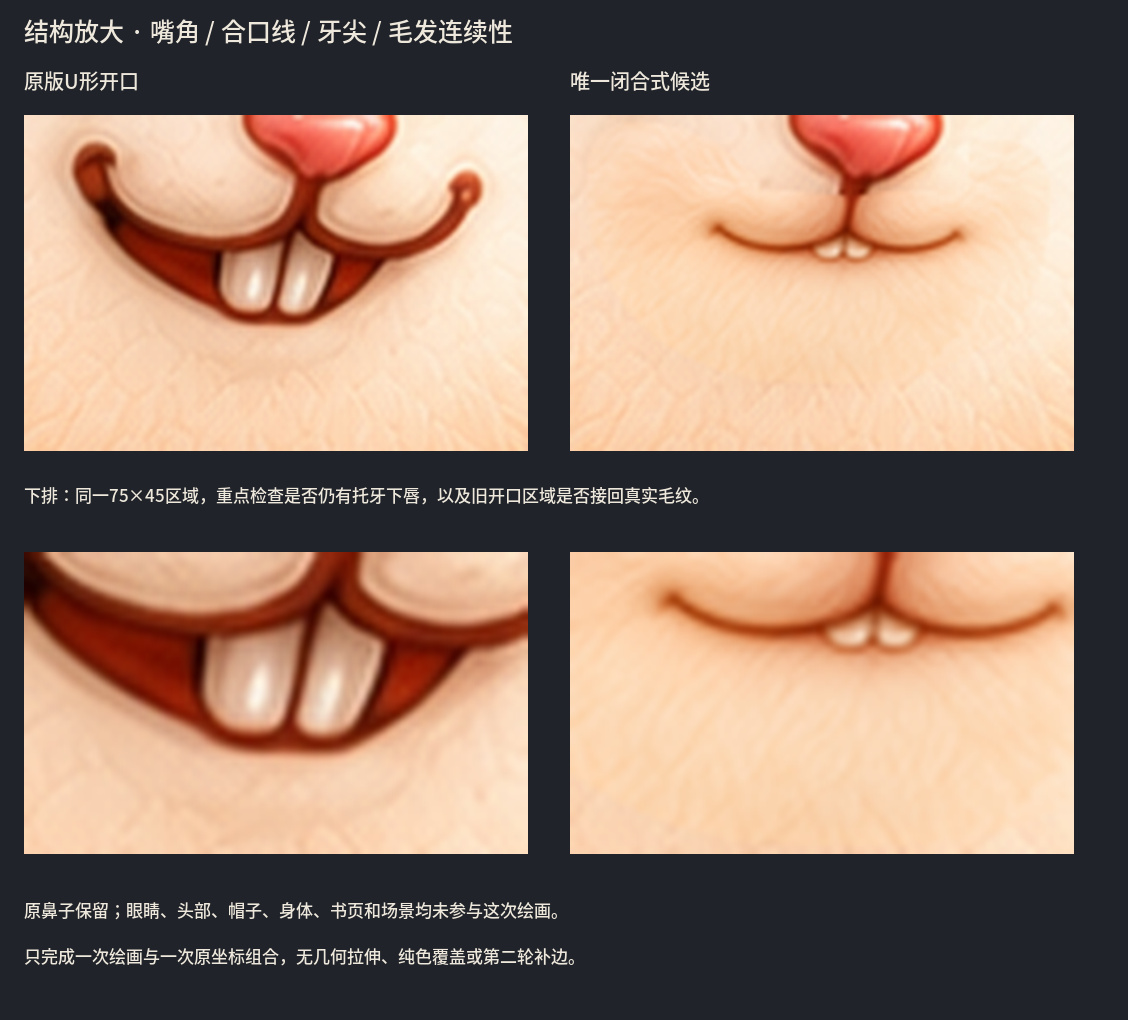 结构放大 · 嘴角 / 合口线 / 牙尖 / 毛发连续性
原版U形开口
唯一闭合式候选
下排：同一75×45区域，重点检查是否仍有托牙下唇，以及旧开口区域是否接回真实毛纹。
原鼻子保留；眼睛、头部、帽子、身体、书页和场景均未参与这次绘画。
只完成一次绘画与一次原坐标组合，无几何拉伸、纯色覆盖或第二轮补边。